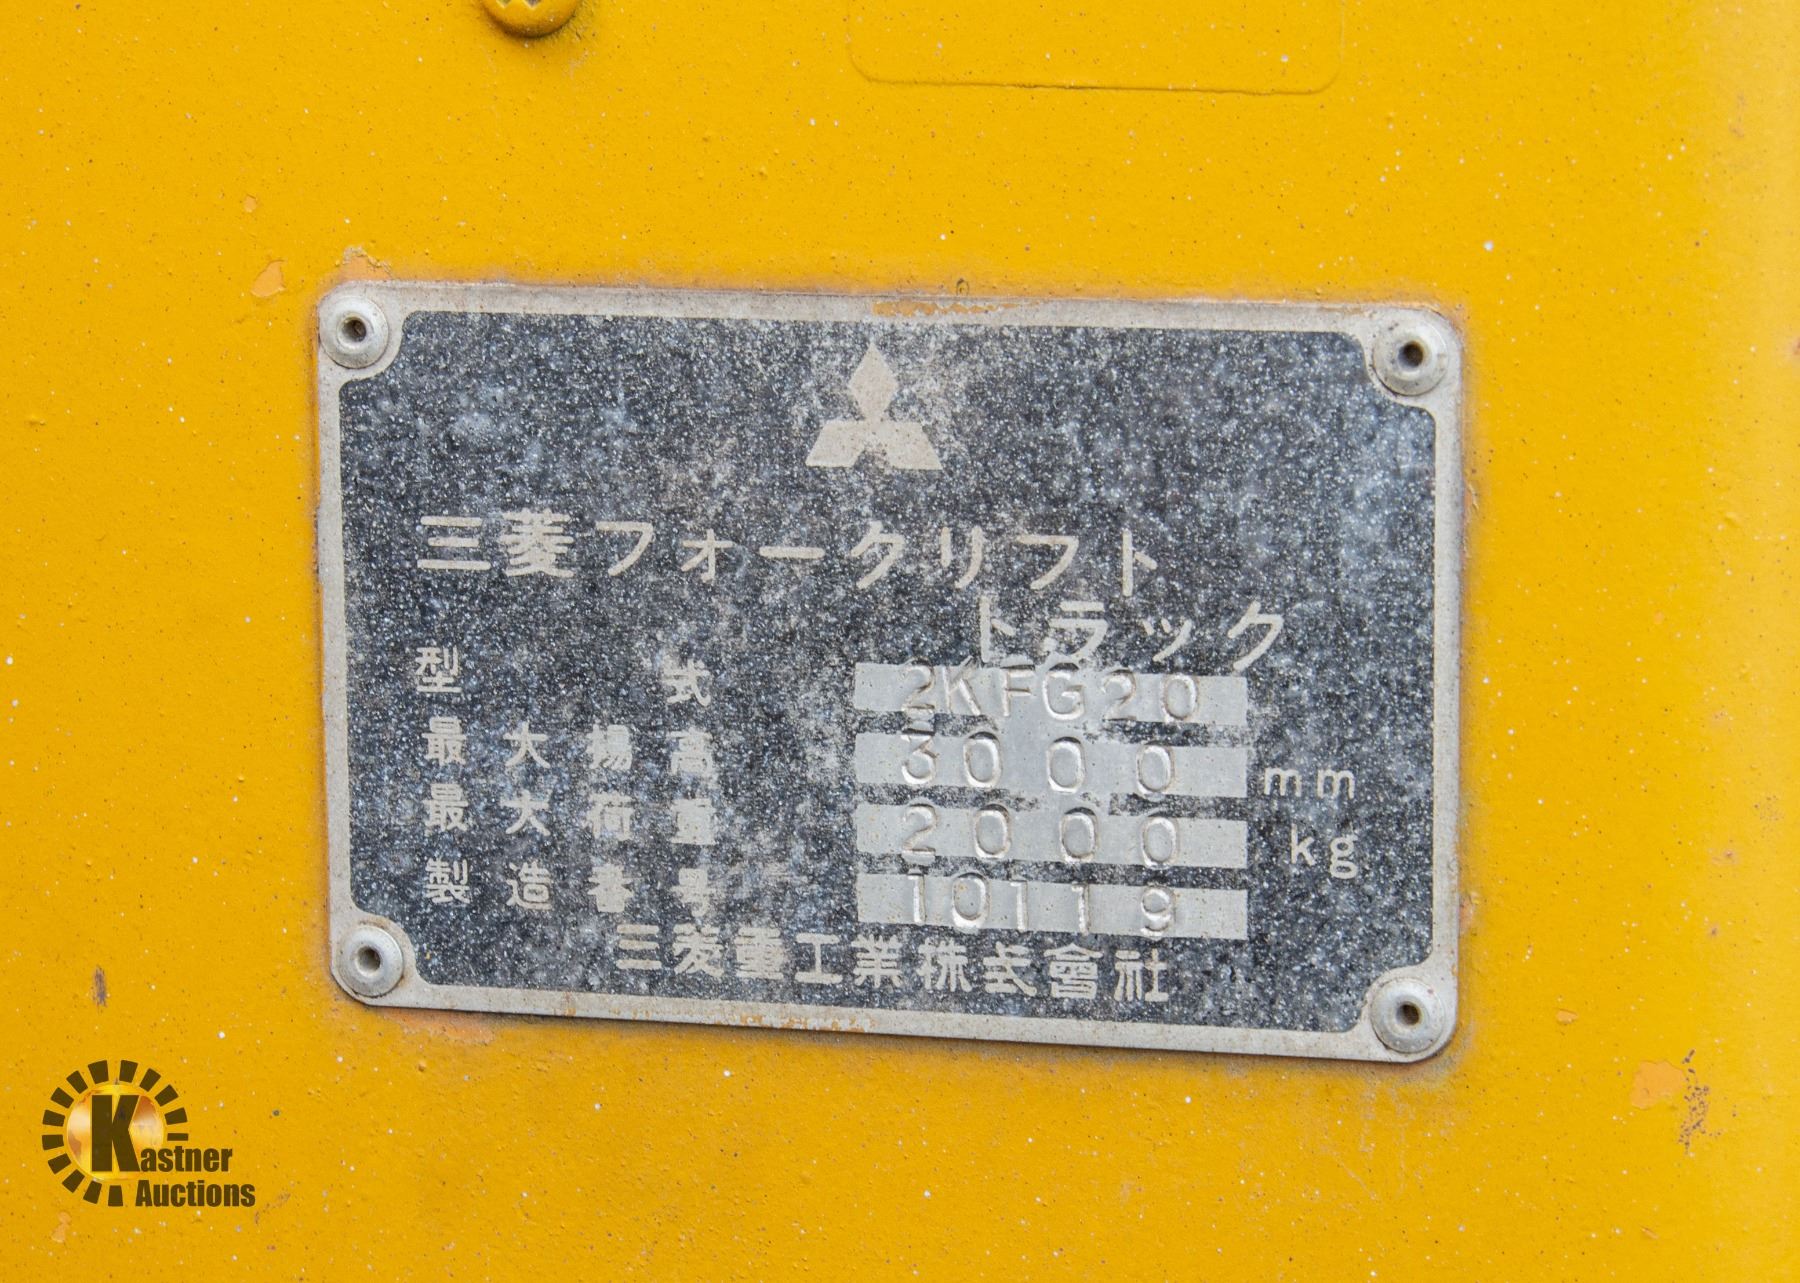 三菱フォークリフト
トラック
型式 2KFG20
最大揚高 3000 mm
最大荷重 2000 kg
製造番号 10119
三菱重工業株式會社
Kastner
Auctions